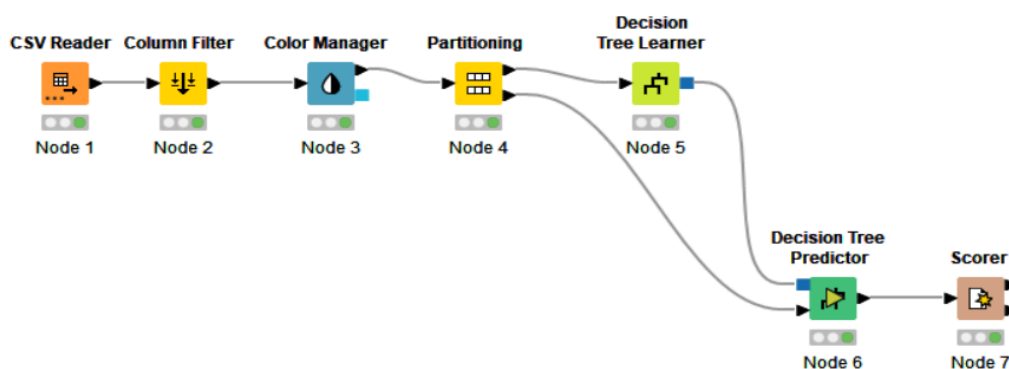 Decision
CSV Reader Column Filter Color Manager Partitioning Tree Learner
Node 1 Node 2 Node 3 Node 4 Node 5
Decision Tree
Predictor Scorer
Node 6 Node 7